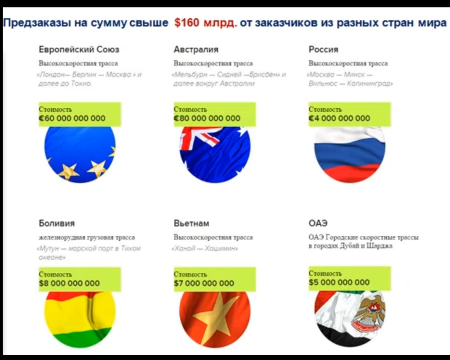 Предзаказы на сумму свыше $160 млрд. от заказчиков из разных стран мира
Европейский Союз
Высокоскоростная трасса
«Лондон— Берлин — Москва » и
далее до Токио.
Стоимость
€60 000 000 000
Австралия
Высокоскоростная трасса
«Мельбурн — Сидней —Брисбен» и
далее вокруг Австралии
Стоимость
€80 000 000 000
Россия
Высокоскоростная трасса
«Москва — Минск —
Вильнюс — Калининград»
Стоимость
€4 000 000 000
Боливия
железнодрудная грузовая трасса
«Мутун — морской порт в Тихом
океане»
Стоимость
$8 000 000 000
Вьетнам
Высокоскоростная трасса
«Ханой — Хошимин»
Стоимость
$7 000 000 000
ОАЭ
ОАЭ Городские скоростные трассы
в городах Дубай и Шарджа
Стоимость
$5 000 000 000